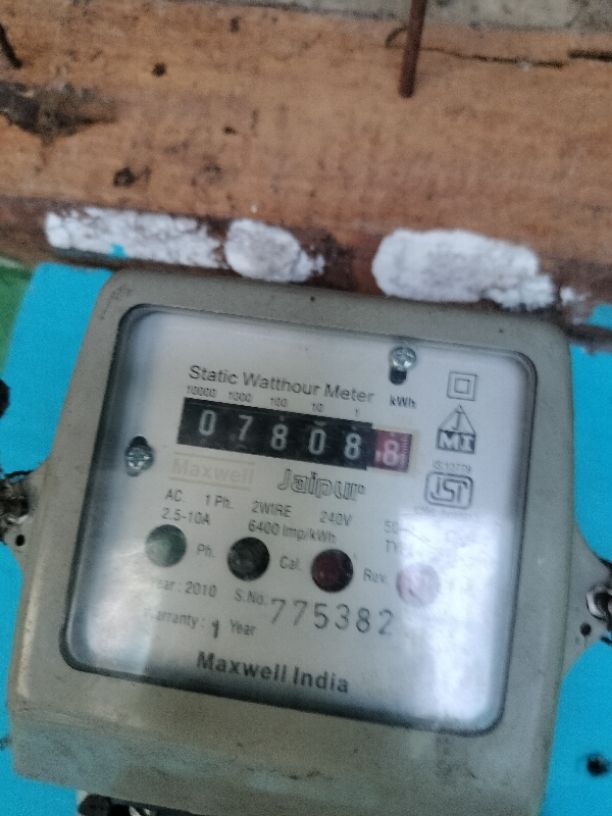 Static Watthour Meter
10000 1000 100 10 1 kWh
0 7 8 0 8 8
MI
Maxwell
Jaipur
AC. 1 Ph. 2WIRE 240V
2.5-10A 6400 Imp/kWh
Ph. Cal. Rev.
Year : 2010 S.No. 775382
Warranty : 1 Year
Maxwell India